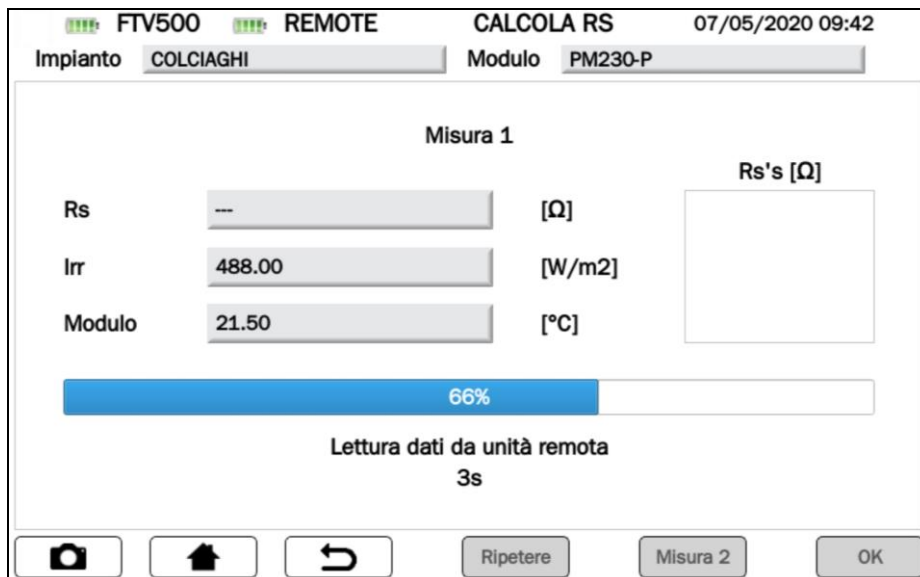 FTV500 REMOTE CALCOLA RS 07/05/2020 09:42
Impianto COLCIAGHI Modulo PM230-P
Misura 1
Rs's [Ω]
Rs --- [Ω]
Irr 488.00 [W/m2]
Modulo 21.50 [°C]
66%
Lettura dati da unità remota
3s
Ripetere Misura 2 OK